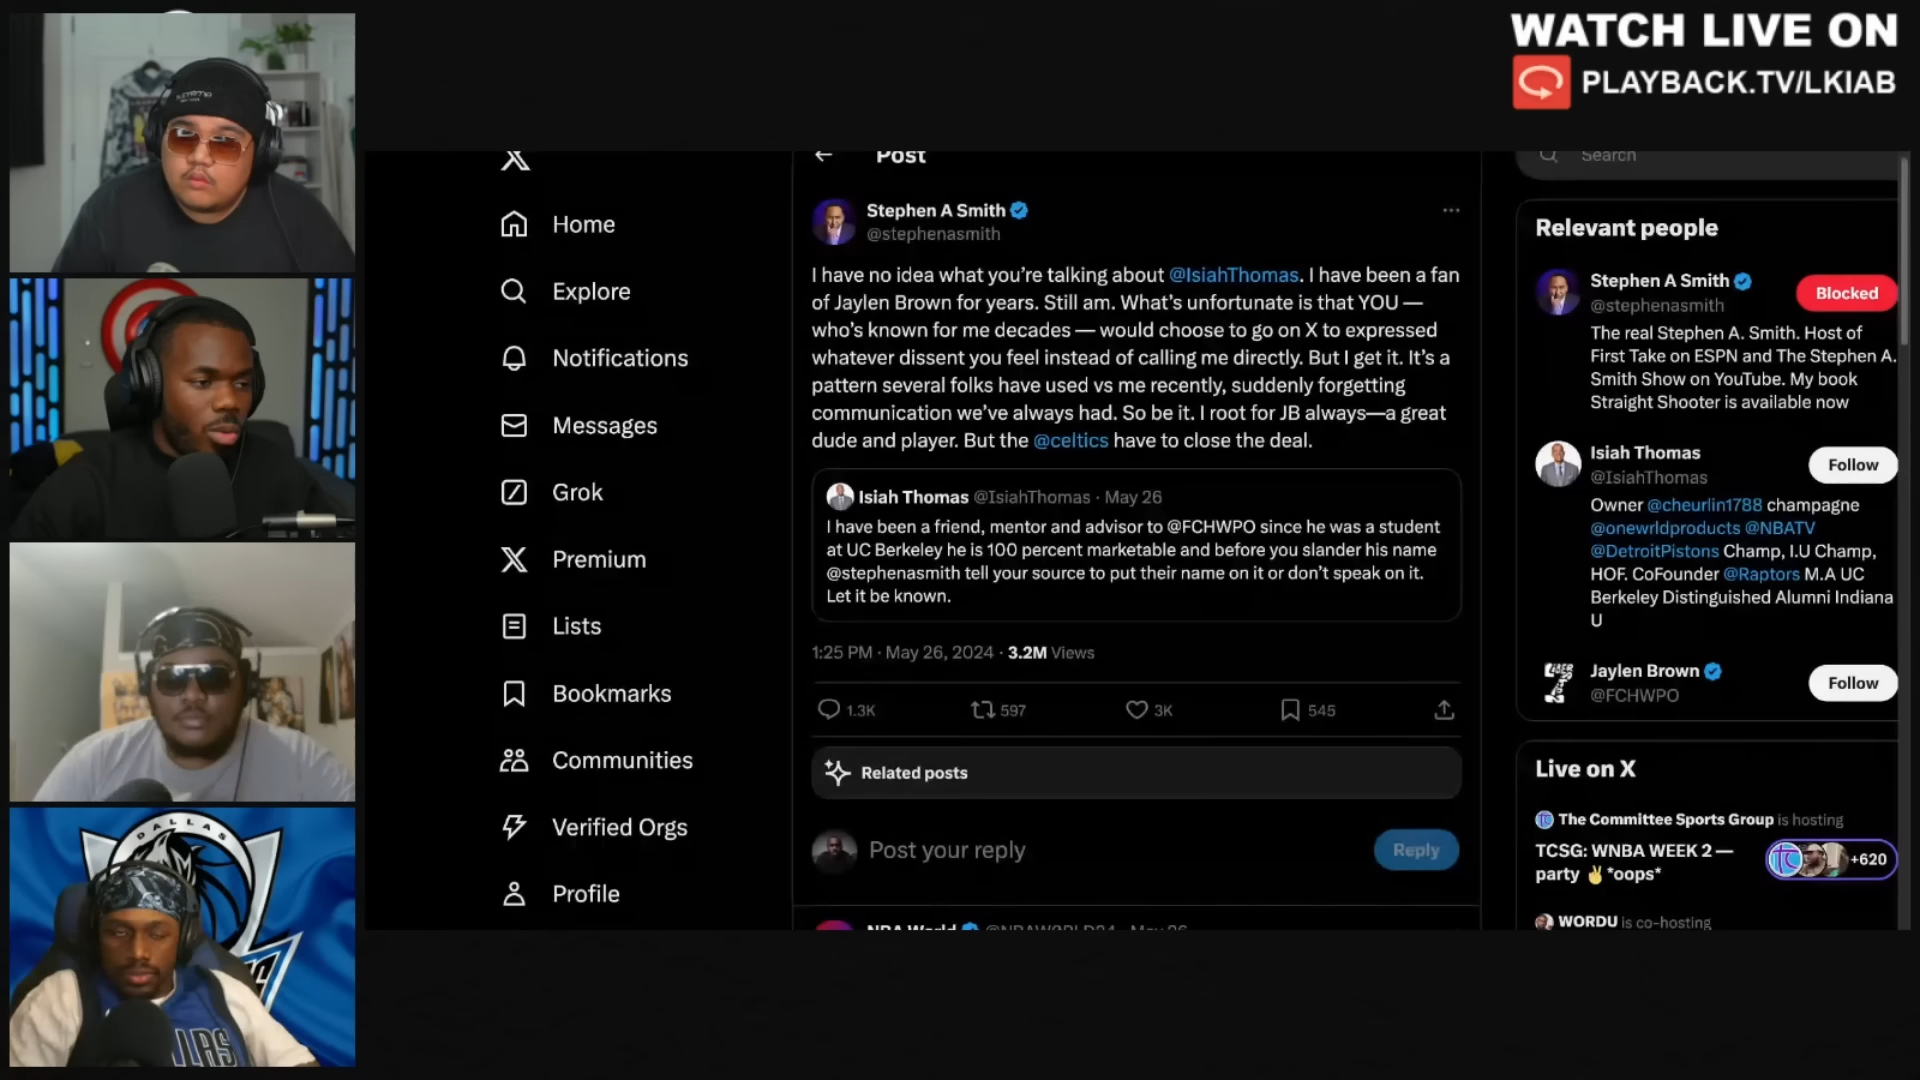 WATCH LIVE ON
PLAYBACK.TV/LKIAB
Post
Search
Home
Explore
Notifications
Messages
Grok
Premium
Lists
Bookmarks
Communities
Verified Orgs
Profile
Stephen A Smith
@stephenasmith
I have no idea what you're talking about @IsiahThomas. I have been a fan
of Jaylen Brown for years. Still am. What's unfortunate is that YOU —
who's known for me decades — would choose to go on X to expressed
whatever dissent you feel instead of calling me directly. But I get it. It's a
pattern several folks have used vs me recently, suddenly forgetting
communication we've always had. So be it. I root for JB always—a great
dude and player. But the @celtics have to close the deal.
Isiah Thomas @IsiahThomas · May 26
I have been a friend, mentor and advisor to @FCHWPO since he was a student
at UC Berkeley he is 100 percent marketable and before you slander his name
@stephenasmith tell your source to put their name on it or don't speak on it.
Let it be known.
1:25 PM · May 26, 2024 · 3.2M Views
1.3K 597 3K 545
Related posts
Post your reply
Reply
NBA World @NBAW0RLD24 · May 26
Relevant people
Stephen A Smith
@stephenasmith
Blocked
The real Stephen A. Smith. Host of
First Take on ESPN and The Stephen A.
Smith Show on YouTube. My book
Straight Shooter is available now
Isiah Thomas
@IsiahThomas
Follow
Owner @cheurlin1788 champagne
@onewrldproducts @NBATV
@DetroitPistons Champ, I.U Champ,
HOF. CoFounder @Raptors M.A UC
Berkeley Distinguished Alumni Indiana
U
Jaylen Brown
@FCHWPO
Follow
Live on X
The Committee Sports Group is hosting
TCSG: WNBA WEEK 2 —
party ✌️*oops*
+620
WORDU is co-hosting
DALLAS